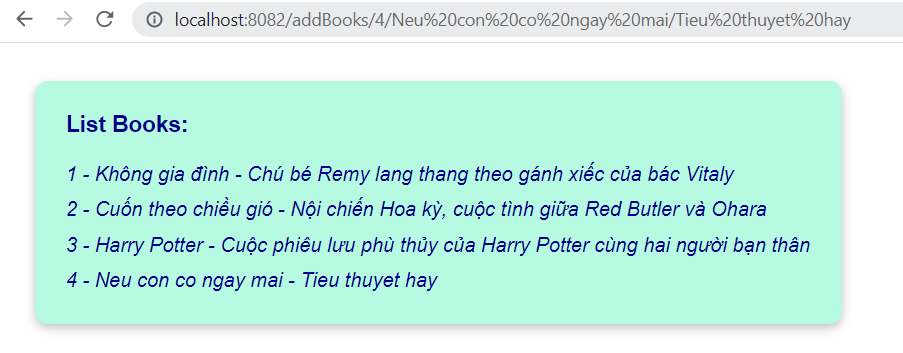 localhost:8082/addBooks/4/Neu%20con%20co%20ngay%20mai/Tieu%20thuyet%20hay
List Books:
1 - Không gia đình - Chú bé Remy lang thang theo gánh xiếc của bác Vitaly
2 - Cuốn theo chiều gió - Nội chiến Hoa kỳ, cuộc tình giữa Red Butler và Ohara
3 - Harry Potter - Cuộc phiêu lưu phù thủy của Harry Potter cùng hai người bạn thân
4 - Neu con co ngay mai - Tieu thuyet hay